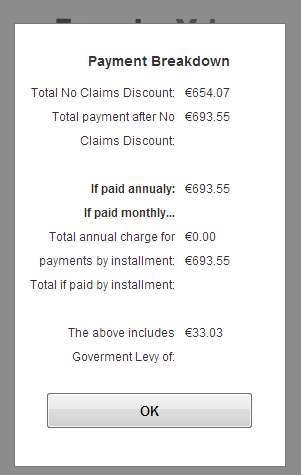 Payment Breakdown
Total No Claims Discount: €654.07
Total payment after No €693.55
Claims Discount:
If paid annualy: €693.55
If paid monthly...
Total annual charge for €0.00
payments by installment: €693.55
Total if paid by installment:
The above includes €33.03
Goverment Levy of:
OK